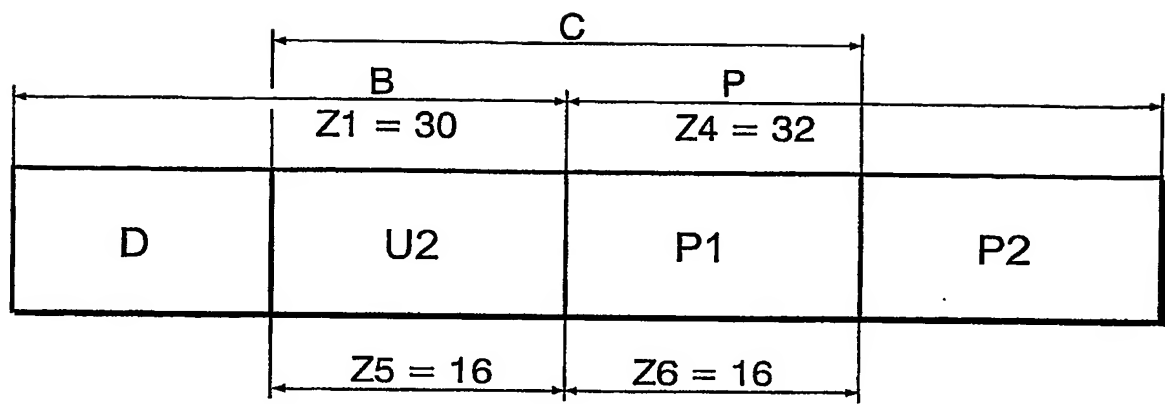 C
B P
Z1 = 30 Z4 = 32
D U2 P1 P2
Z5 = 16 Z6 = 16